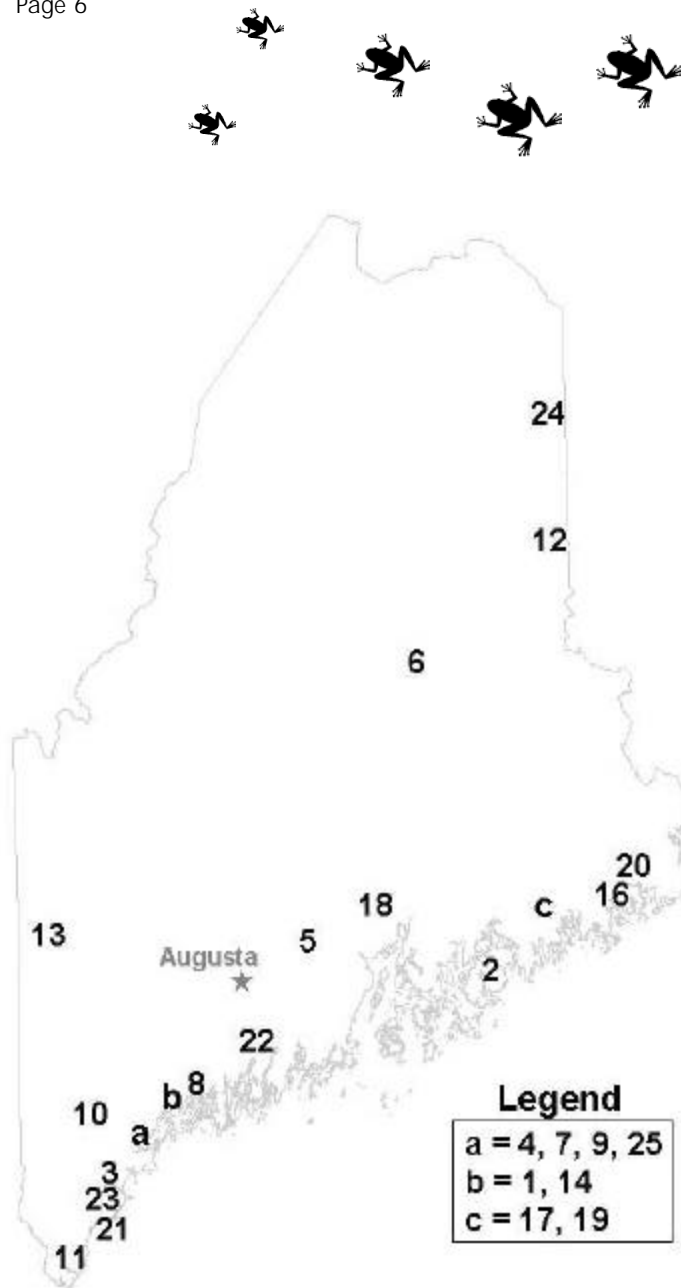 Page 6
24
12
6
20
16
18
c
13
5
Augusta
2
22
8
b
10
a
3
23
21
11
Legend
a = 4, 7, 9, 25
b = 1, 14
c = 17, 19